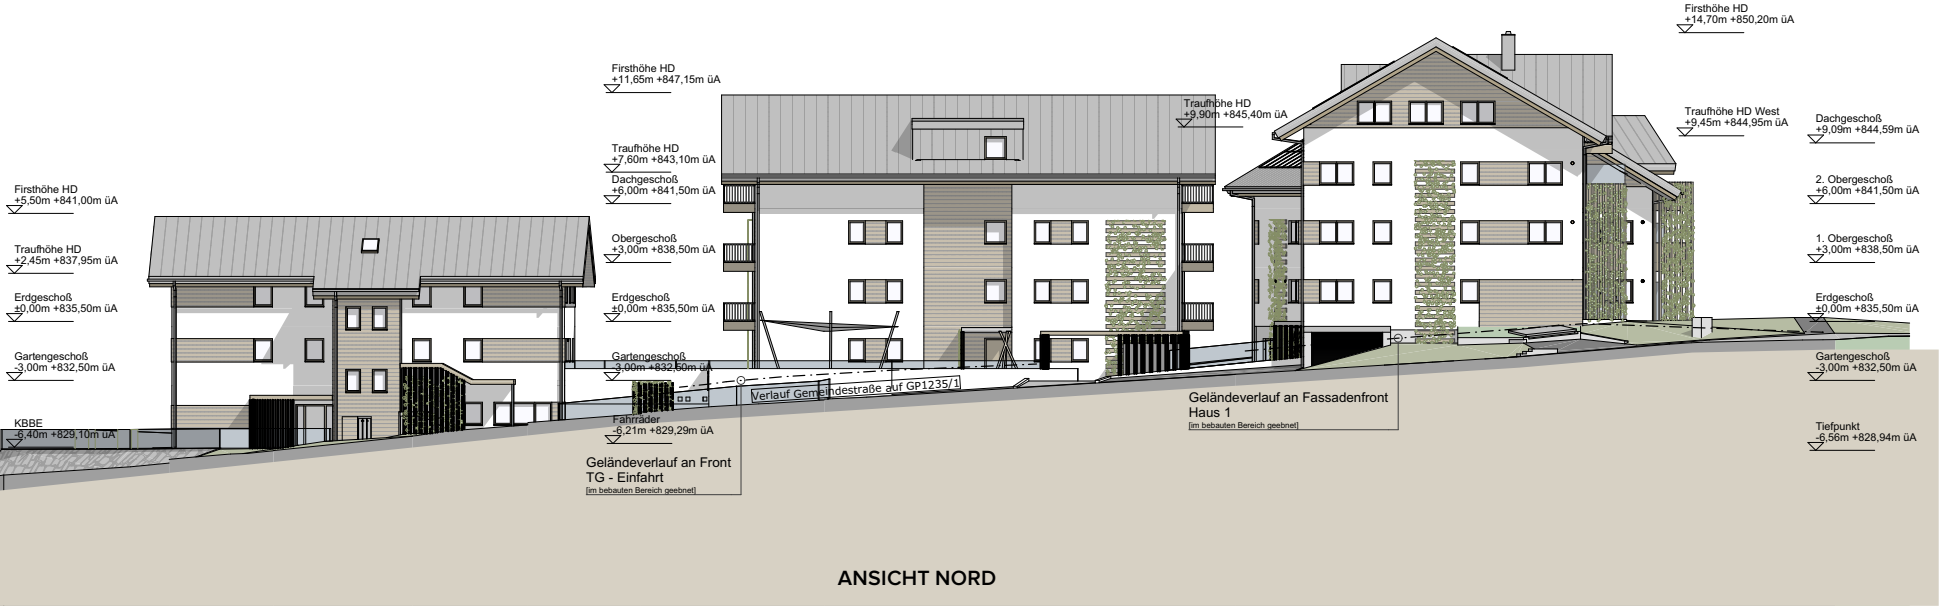 Firsthöhe HD
+5,50m +841,00m üA
Traufhöhe HD
+2,45m +837,95m üA
Erdgeschoß
±0,00m +835,50m üA
Gartengeschoß
-3,00m +832,50m üA
KBBE
-6,40m +829,10m üA
Firsthöhe HD
+11,65m +847,15m üA
Traufhöhe HD
+7,60m +843,10m üA
Dachgeschoß
+6,00m +841,50m üA
Obergeschoß
+3,00m +838,50m üA
Erdgeschoß
±0,00m +835,50m üA
Gartengeschoß
-3,00m +832,50m üA
Fahrräder
-6,21m +829,29m üA
Geländeverlauf an Front
TG - Einfahrt
[im bebauten Bereich geebnet]
Verlauf Gemeindestraße auf GP1235/1
Traufhöhe HD
+9,90m +845,40m üA
Geländeverlauf an Fassadenfront
Haus 1
[im bebauten Bereich geebnet]
Firsthöhe HD
+14,70m +850,20m üA
Traufhöhe HD West
+9,45m +844,95m üA
Dachgeschoß
+9,09m +844,59m üA
2. Obergeschoß
+6,00m +841,50m üA
1. Obergeschoß
+3,00m +838,50m üA
Erdgeschoß
±0,00m +835,50m üA
Gartengeschoß
-3,00m +832,50m üA
Tiefpunkt
-6,56m +828,94m üA
ANSICHT NORD